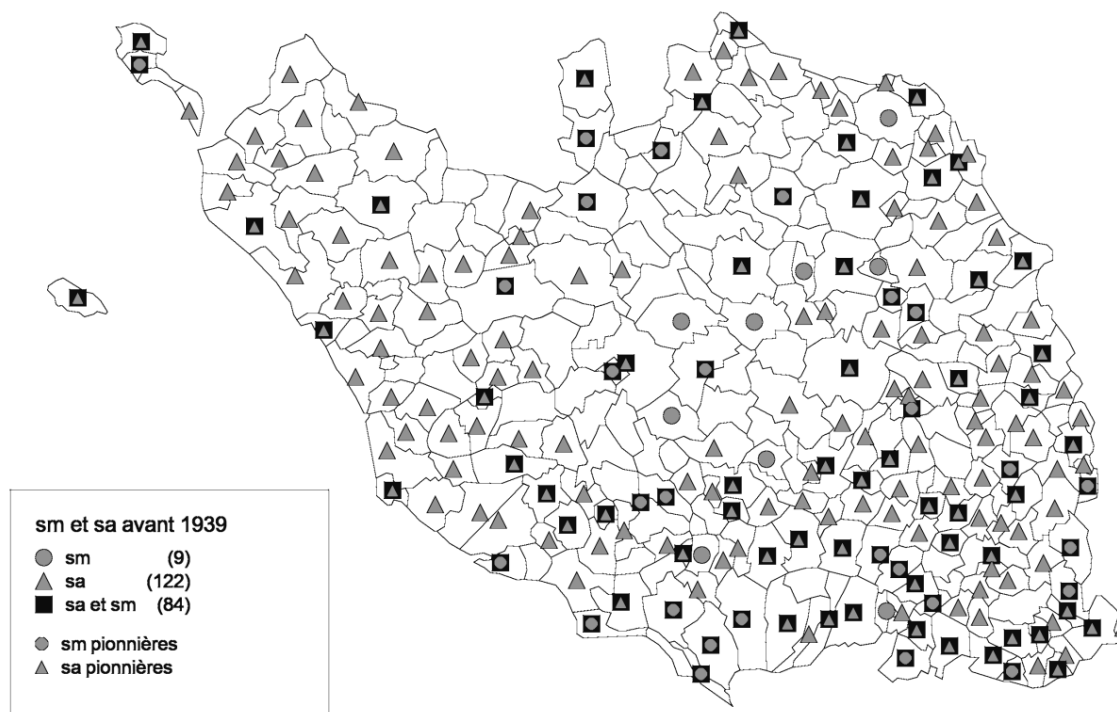 sm et sa avant 1939
sm (9)
sa (122)
sa et sm (84)
sm pionnières
sa pionnières